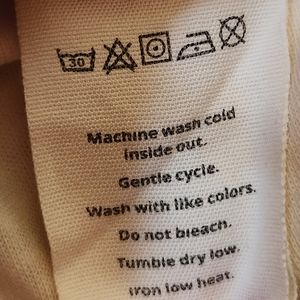 30
Machine wash cold
inside out.
Gentle cycle.
Wash with like colors.
Do not bleach.
Tumble dry low.
Iron low heat.